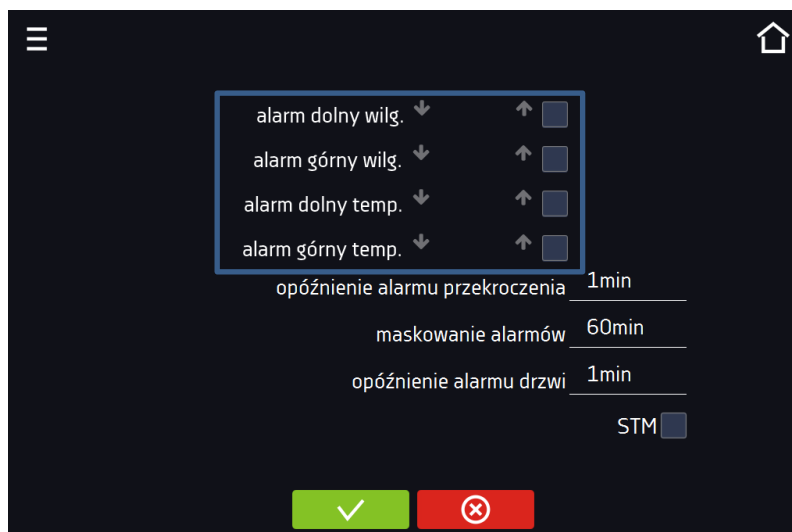 alarm dolny wilg.
alarm górny wilg.
alarm dolny temp.
alarm górny temp.
opóźnienie alarmu przekroczenia 1min
maskowanie alarmów 60min
opóźnienie alarmu drzwi 1min
STM